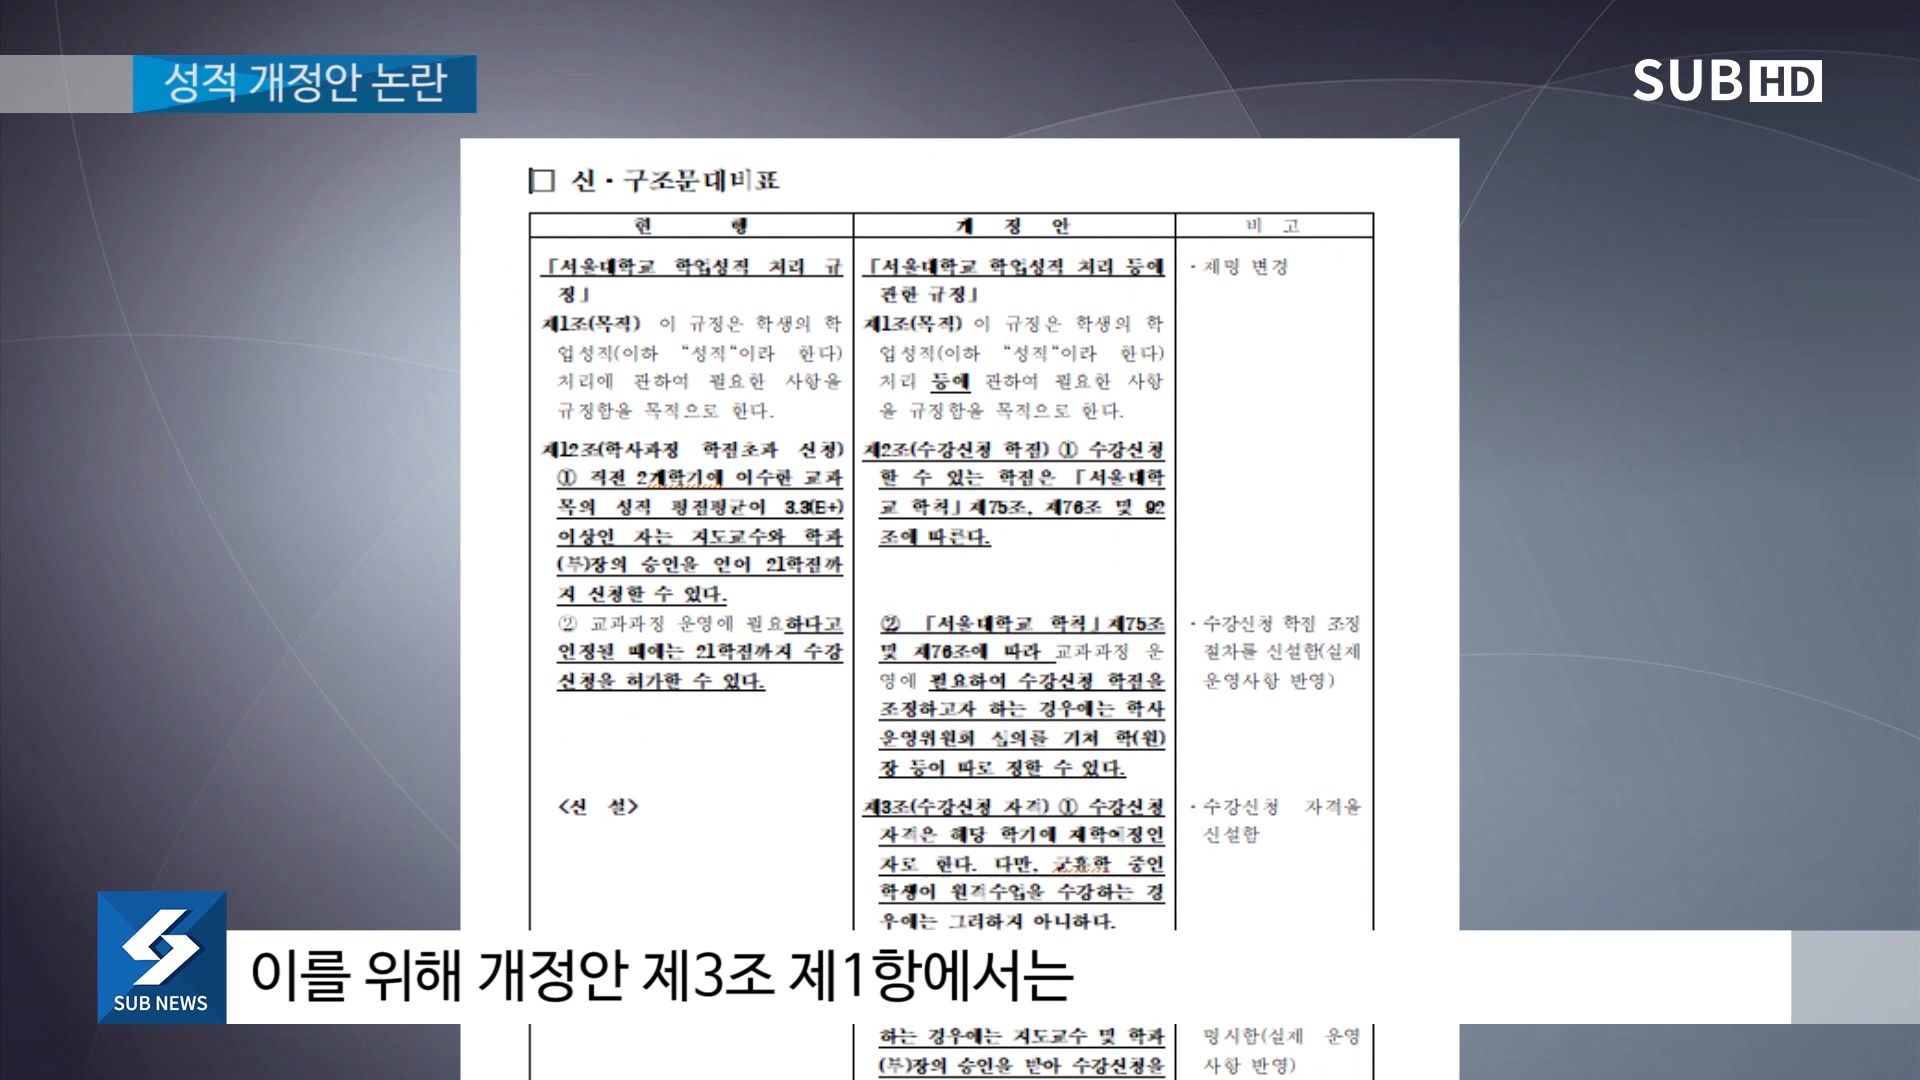 성적 개정안 논란
SUB HD
□ 신·구조문대비표
현 행
개 정 안
비 고
「서울대학교 학업성적 처리 규
정」
제1조(목적) 이 규정은 학생의 학
업성적(이하 "성적"이라 한다)
처리에 관하여 필요한 사항을
규정함을 목적으로 한다.
제12조(학사과정 학점초과 신청)
① 직전 2개학기에 이수한 교과
목의 성적 평점평균이 3.3(B+)
이상인 자는 지도교수와 학과
(부)장의 승인을 얻어 21학점까
지 신청할 수 있다.
② 교과과정 운영에 필요하다고
인정될 때에는 21학점까지 수강
신청을 허가할 수 있다.
<신 설>
「서울대학교 학업성적 처리 등에
관한 규정」
제1조(목적) 이 규정은 학생의 학
업성적(이하 "성적"이라 한다)
처리 등에 관하여 필요한 사항
을 규정함을 목적으로 한다.
제2조(수강신청 학점) ① 수강신청
할 수 있는 학점은 「서울대학
교 학칙」제75조, 제76조 및 92
조에 따른다.
② 「서울대학교 학칙」제75조
및 제76조에 따라 교과과정 운
영에 필요하여 수강신청 학점을
조정하고자 하는 경우에는 학사
운영위원회 심의를 거쳐 학(원)
장 등이 따로 정할 수 있다.
제3조(수강신청 자격) ① 수강신청
자격은 해당 학기에 재학예정인
자로 한다. 다만, 군휴학 중인
학생이 원격수업을 수강하는 경
우에는 그러하지 아니하다.
하는 경우에는 지도교수 및 학과
(부)장의 승인을 받아 수강신청을
· 제명 변경
· 수강신청 학점 조정
절차를 신설함(실제
운영사항 반영)
· 수강신청 자격을
신설함
명시함(실제 운영
사항 반영)
SUB NEWS
이를 위해 개정안 제3조 제1항에서는